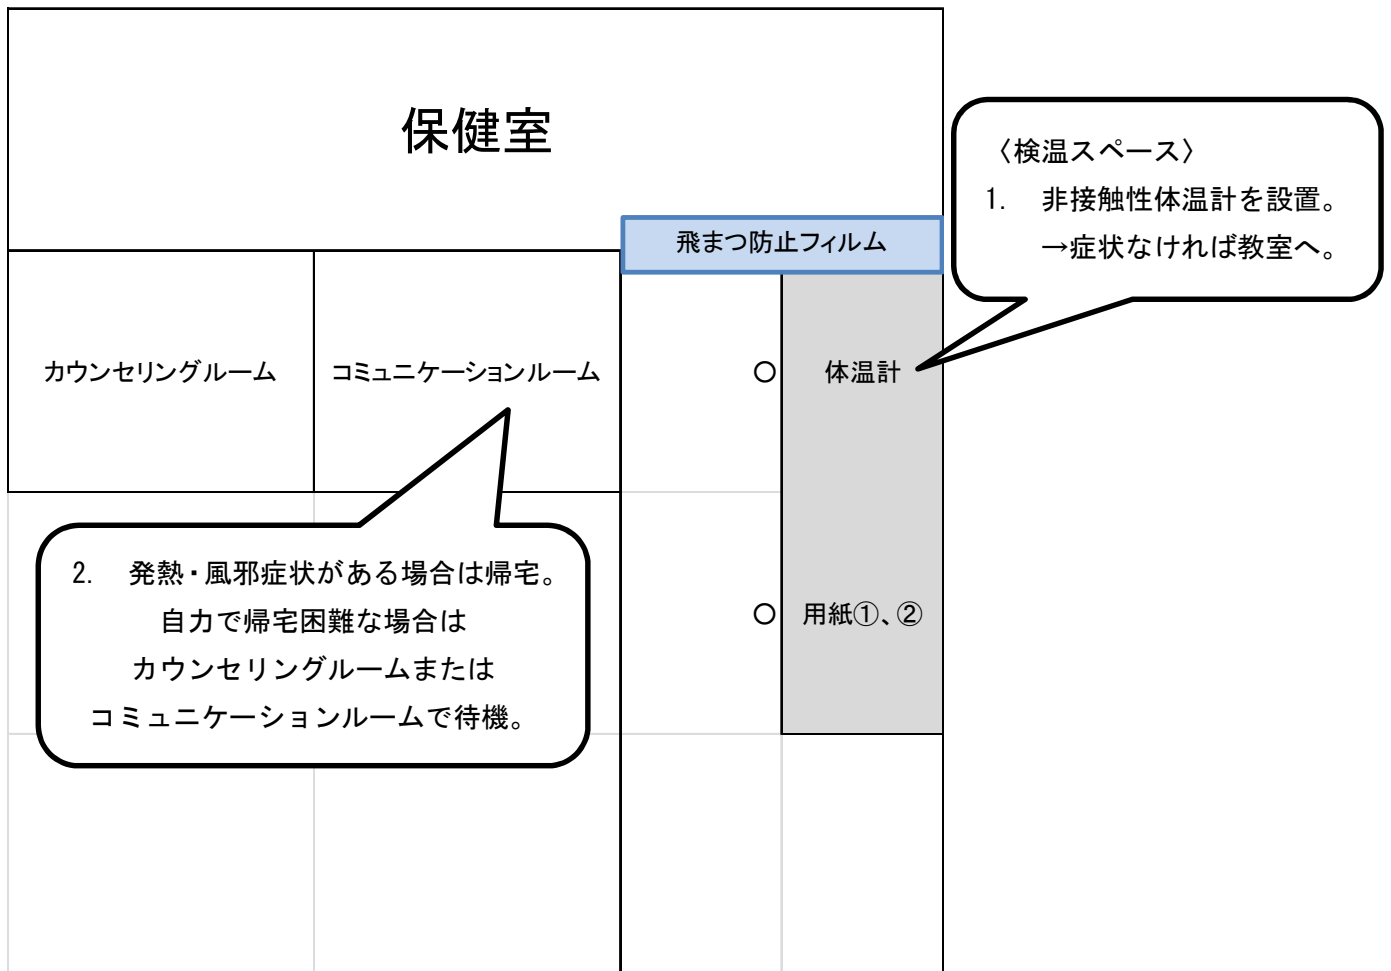 保健室
〈検温スペース〉
1. 非接触性体温計を設置。
→症状なければ教室へ。
飛まつ防止フィルム
カウンセリングルーム
コミュニケーションルーム
○
体温計
2. 発熱・風邪症状がある場合は帰宅。
自力で帰宅困難な場合は
カウンセリングルームまたは
コミュニケーションルームで待機。
○
用紙①、②